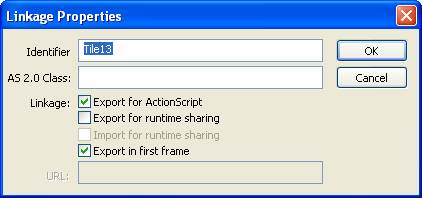 Linkage Properties
Identifier Tile13 OK
AS 2.0 Class: Cancel
Linkage: Export for ActionScript
Export for runtime sharing
Import for runtime sharing
Export in first frame
URL: